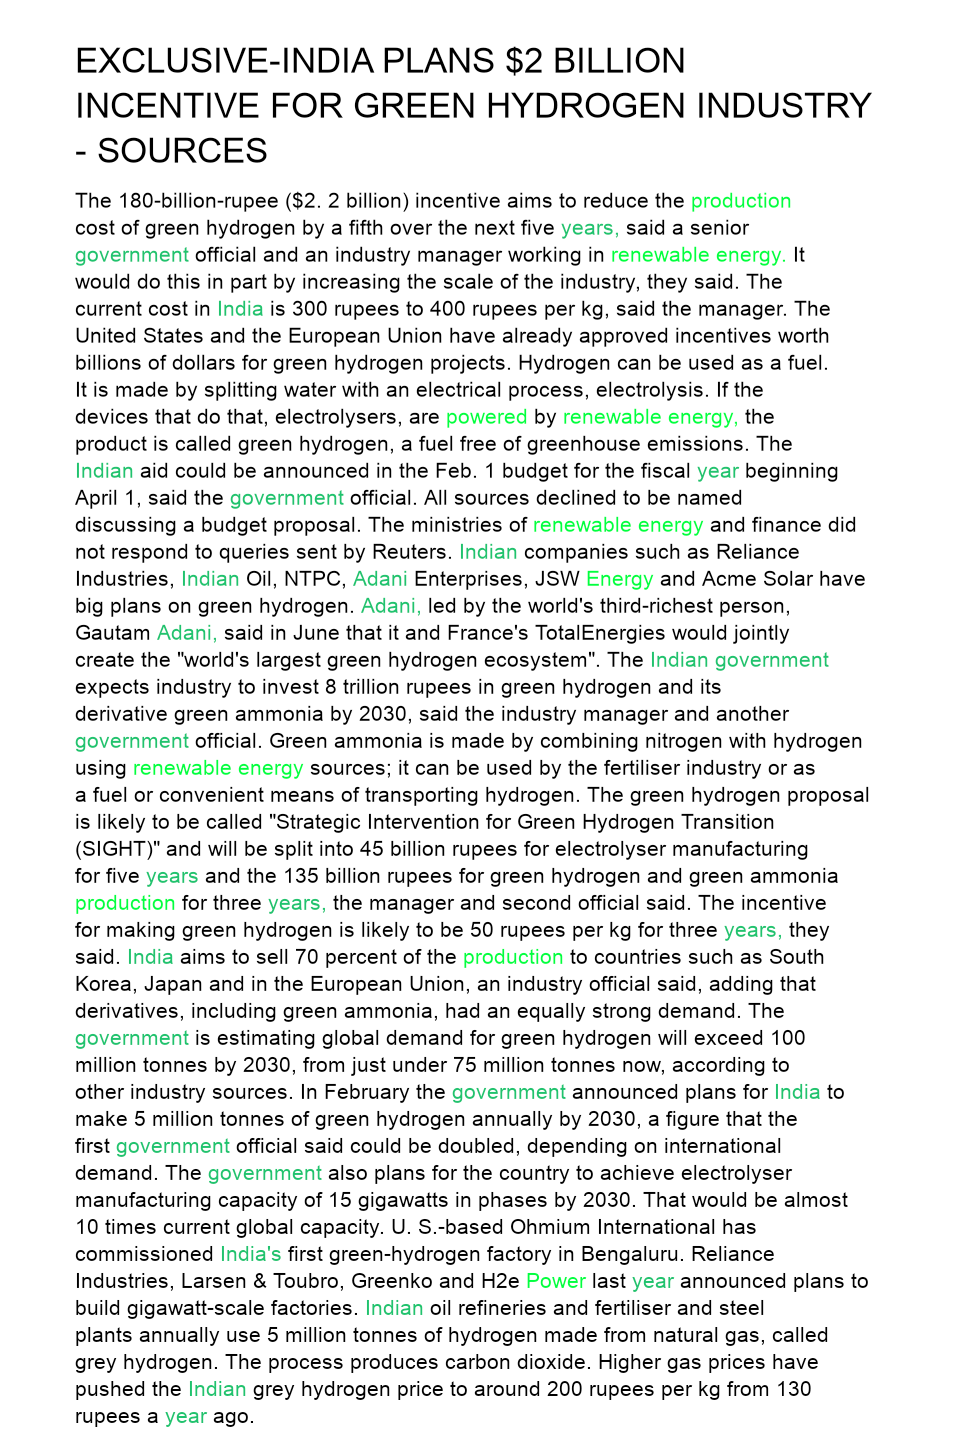 EXCLUSIVE-INDIA PLANS $2 BILLION
INCENTIVE FOR GREEN HYDROGEN INDUSTRY
- SOURCES
The 180-billion-rupee ($2. 2 billion) incentive aims to reduce the production
cost of green hydrogen by a fifth over the next five years, said a senior
government official and an industry manager working in renewable energy. It
would do this in part by increasing the scale of the industry, they said. The
current cost in India is 300 rupees to 400 rupees per kg, said the manager. The
United States and the European Union have already approved incentives worth
billions of dollars for green hydrogen projects. Hydrogen can be used as a fuel.
It is made by splitting water with an electrical process, electrolysis. If the
devices that do that, electrolysers, are powered by renewable energy, the
product is called green hydrogen, a fuel free of greenhouse emissions. The
Indian aid could be announced in the Feb. 1 budget for the fiscal year beginning
April 1, said the government official. All sources declined to be named
discussing a budget proposal. The ministries of renewable energy and finance did
not respond to queries sent by Reuters. Indian companies such as Reliance
Industries, Indian Oil, NTPC, Adani Enterprises, JSW Energy and Acme Solar have
big plans on green hydrogen. Adani, led by the world's third-richest person,
Gautam Adani, said in June that it and France's TotalEnergies would jointly
create the "world's largest green hydrogen ecosystem". The Indian government
expects industry to invest 8 trillion rupees in green hydrogen and its
derivative green ammonia by 2030, said the industry manager and another
government official. Green ammonia is made by combining nitrogen with hydrogen
using renewable energy sources; it can be used by the fertiliser industry or as
a fuel or convenient means of transporting hydrogen. The green hydrogen proposal
is likely to be called "Strategic Intervention for Green Hydrogen Transition
(SIGHT)" and will be split into 45 billion rupees for electrolyser manufacturing
for five years and the 135 billion rupees for green hydrogen and green ammonia
production for three years, the manager and second official said. The incentive
for making green hydrogen is likely to be 50 rupees per kg for three years, they
said. India aims to sell 70 percent of the production to countries such as South
Korea, Japan and in the European Union, an industry official said, adding that
derivatives, including green ammonia, had an equally strong demand. The
government is estimating global demand for green hydrogen will exceed 100
million tonnes by 2030, from just under 75 million tonnes now, according to
other industry sources. In February the government announced plans for India to
make 5 million tonnes of green hydrogen annually by 2030, a figure that the
first government official said could be doubled, depending on international
demand. The government also plans for the country to achieve electrolyser
manufacturing capacity of 15 gigawatts in phases by 2030. That would be almost
10 times current global capacity. U. S.-based Ohmium International has
commissioned India's first green-hydrogen factory in Bengaluru. Reliance
Industries, Larsen & Toubro, Greenko and H2e Power last year announced plans to
build gigawatt-scale factories. Indian oil refineries and fertiliser and steel
plants annually use 5 million tonnes of hydrogen made from natural gas, called
grey hydrogen. The process produces carbon dioxide. Higher gas prices have
pushed the Indian grey hydrogen price to around 200 rupees per kg from 130
rupees a year ago.